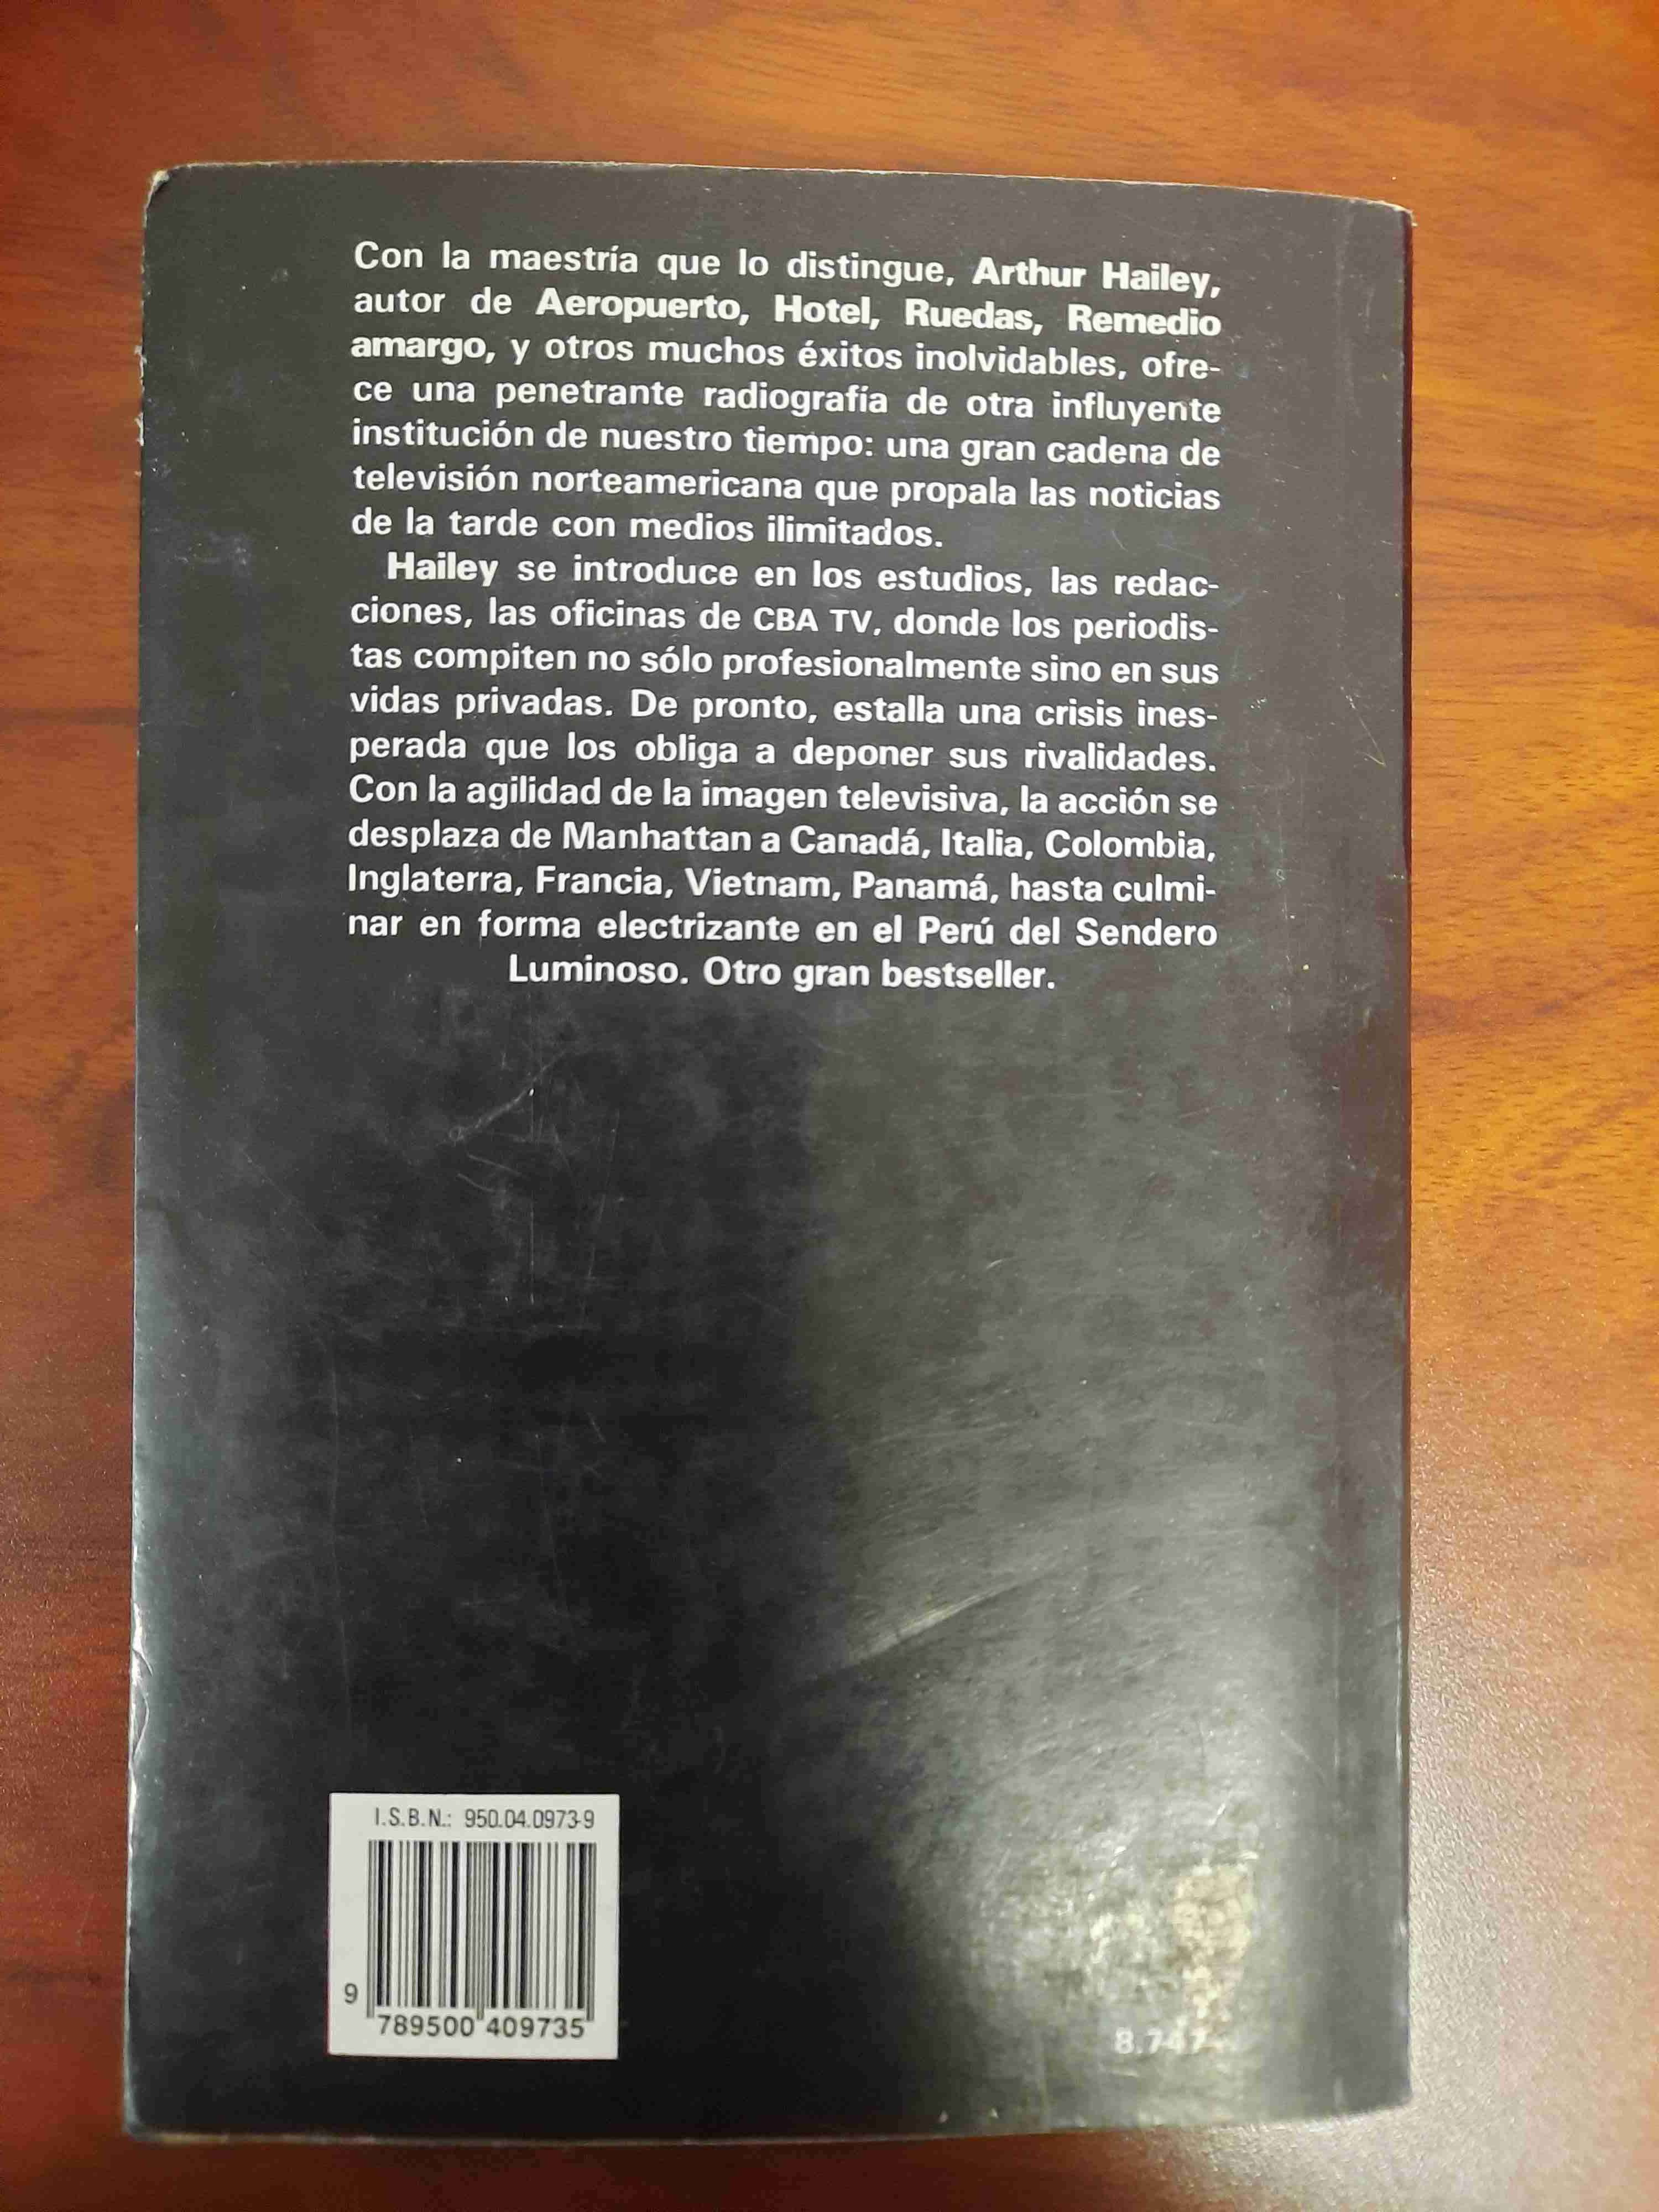 Con la maestría que lo distingue, Arthur Hailey,
autor de Aeropuerto, Hotel, Ruedas, Remedio
amargo, y otros muchos éxitos inolvidables, ofre-
ce una penetrante radiografía de otra influyente
institución de nuestro tiempo: una gran cadena de
televisión norteamericana que propala las noticias
de la tarde con medios ilimitados.
Hailey se introduce en los estudios, las redac-
ciones, las oficinas de CBA TV, donde los periodis-
tas compiten no sólo profesionalmente sino en sus
vidas privadas. De pronto, estalla una crisis ines-
perada que los obliga a deponer sus rivalidades.
Con la agilidad de la imagen televisiva, la acción se
desplaza de Manhattan a Canadá, Italia, Colombia,
Inglaterra, Francia, Vietnam, Panamá, hasta culmi-
nar en forma electrizante en el Perú del Sendero
Luminoso. Otro gran bestseller.
I.S.B.N.: 950.04.0973-9
9 789500 409735
8.747